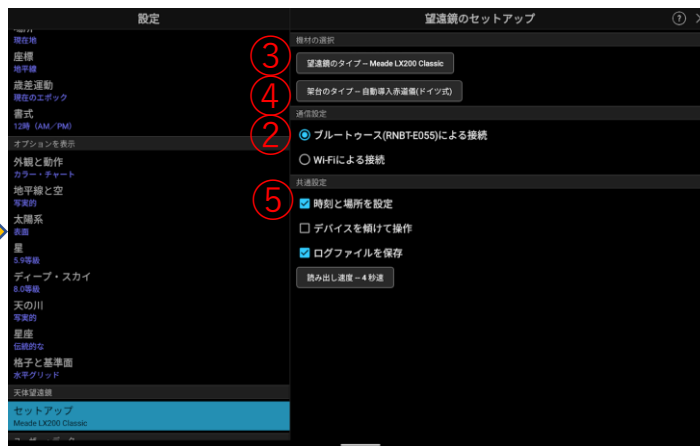 設定
現在地
座標
地平線
歳差運動
現在のエポック
書式
12時（AM／PM）
オプションを表示
外観と動作
カラー・チャート
地平線と空
写実的
太陽系
表面
星
5.9等級
ディープ・スカイ
8.0等級
天の川
写実的
星座
伝統的な
格子と基準面
水平グリッド
天体望遠鏡
セットアップ
Meade LX200 Classic
望遠鏡のセットアップ
?
機材の選択
③
望遠鏡のタイプ – Meade LX200 Classic
④
架台のタイプ – 自動導入赤道儀(ドイツ式)
通信設定
②
ブルートゥース(RNBT-E055)による接続
Wi-Fiによる接続
共通設定
⑤
時刻と場所を設定
デバイスを傾けて操作
ログファイルを保存
読み出し速度 – 4 秒速